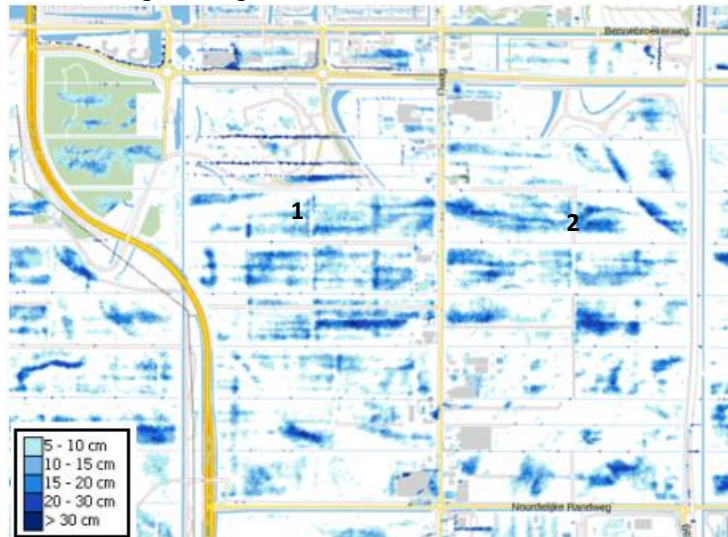 Bennebroekerweg
1
2
5 - 10 cm
10 - 15 cm
15 - 20 cm
20 - 30 cm
> 30 cm
Noordelijke Randweg